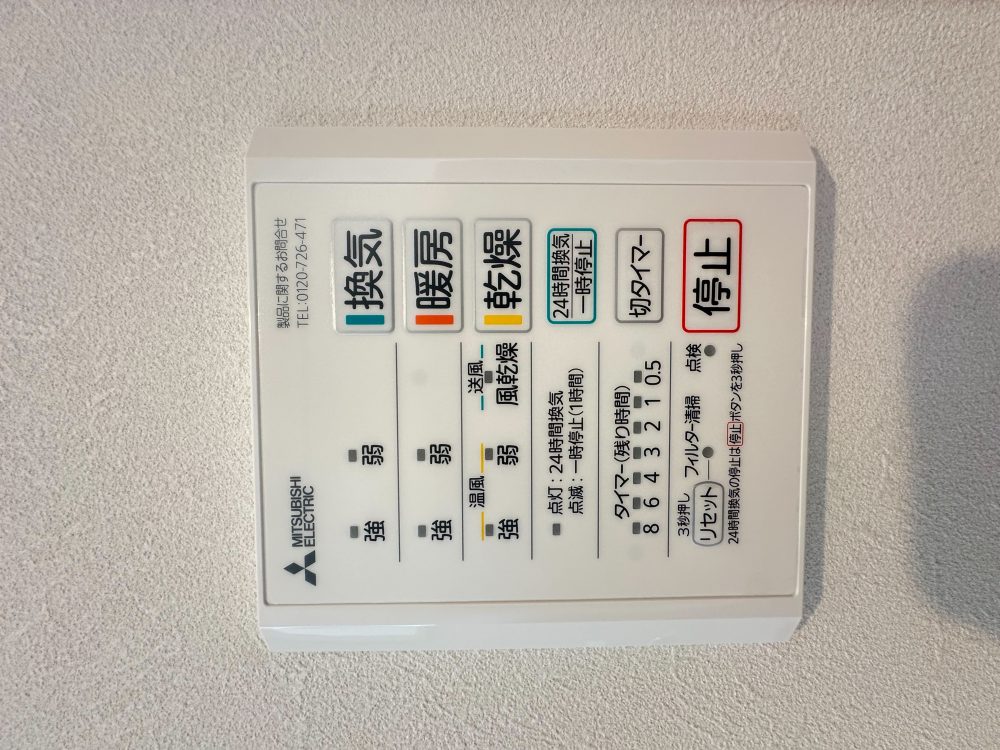 MITSUBISHI
ELECTRIC
製品に関するお問合せ
TEL:0120-726-471
強 弱 換気
強 弱 暖房
温風 送風
強 弱 風乾燥 乾燥
点灯:24時間換気
点滅:一時停止(1時間)
24時間換気
一時停止
タイマー(残り時間)
8 6 4 3 2 1 0.5
切タイマー
3秒押し
リセット フィルター清掃 点検
停止
24時間換気の停止は停止ボタンを3秒押し